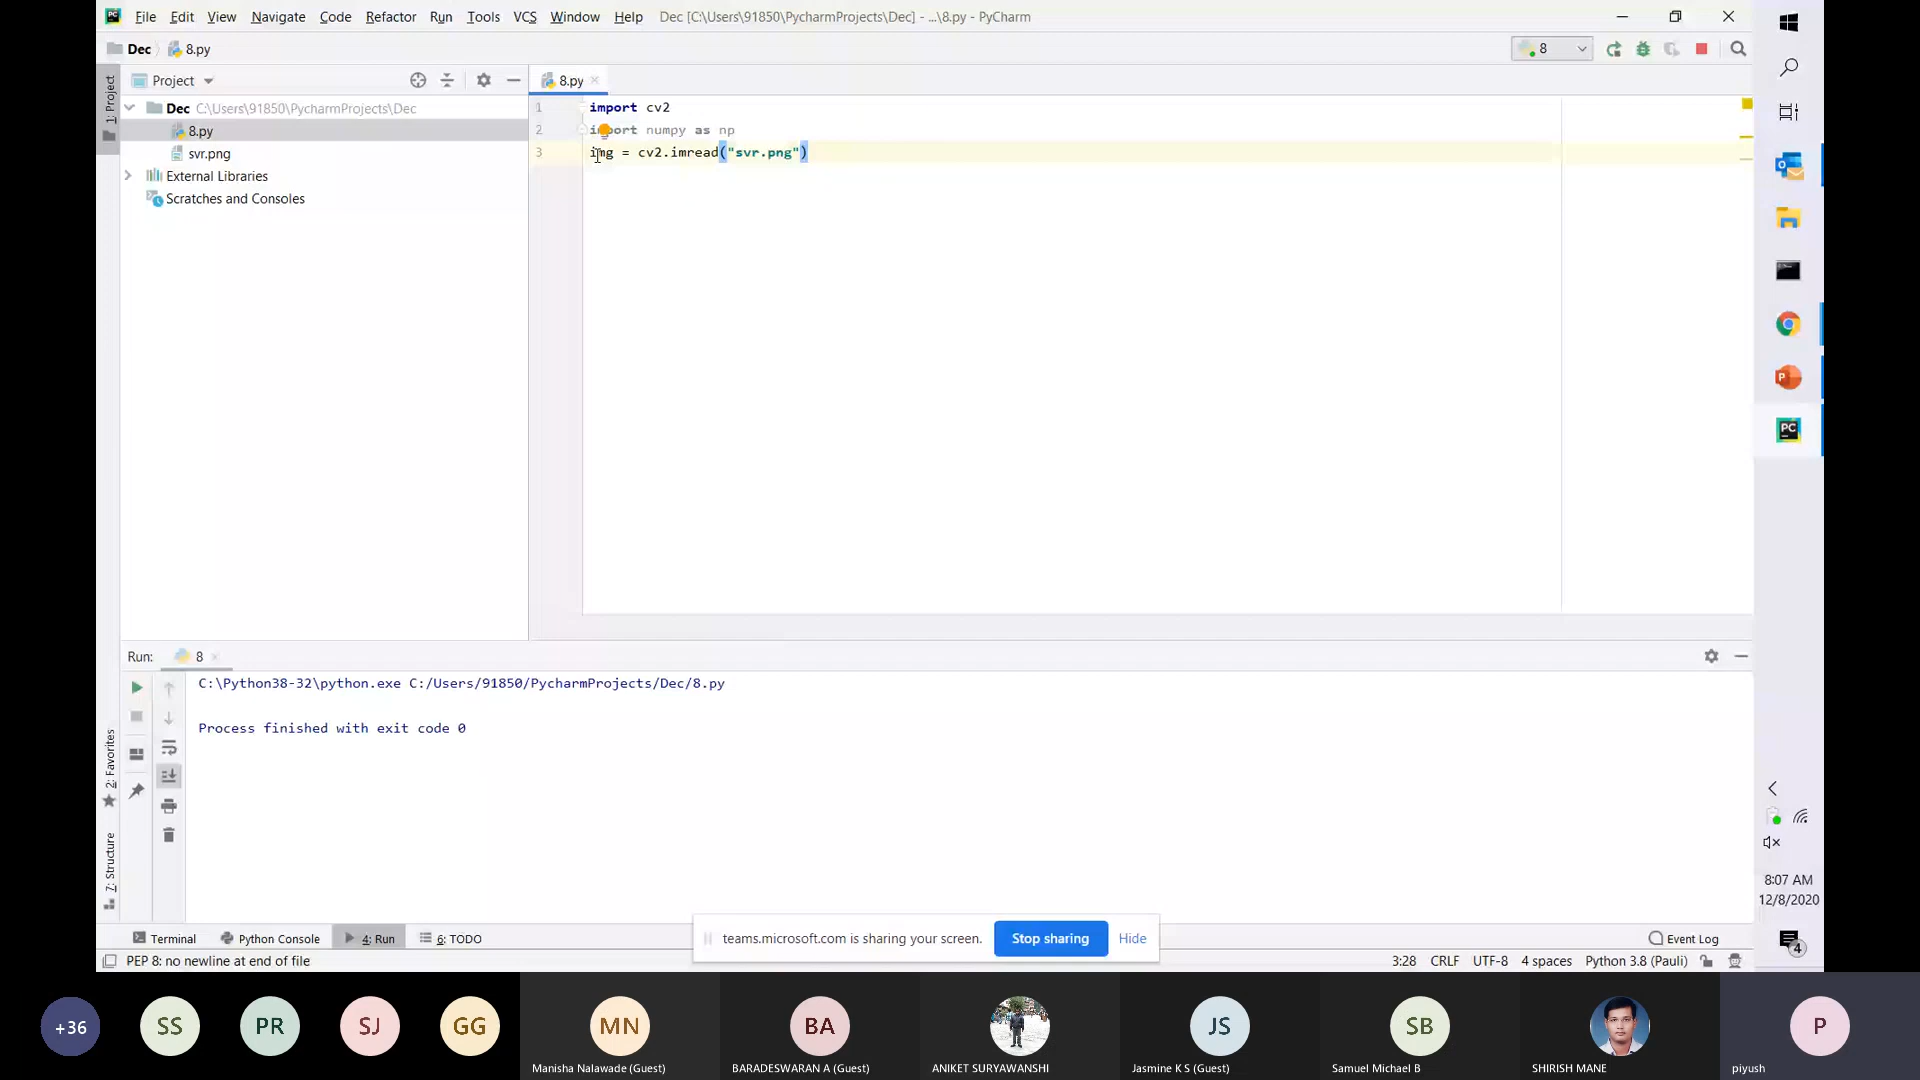 File Edit View Navigate Code Refactor Run Tools VCS Window Help Dec [C:\Users\91850\PycharmProjects\Dec] - ...\8.py - PyCharm
Dec 8.py 8
1: Project
Project 8.py
Dec C:\Users\91850\PycharmProjects\Dec
8.py
svr.png
External Libraries
Scratches and Consoles
1 import cv2
2 import numpy as np
3 img = cv2.imread("svr.png")
Run: 8
C:\Python38-32\python.exe C:/Users/91850/PycharmProjects/Dec/8.py
Process finished with exit code 0
2: Favorites
7: Structure
Terminal Python Console 4: Run 6: TODO Event Log
teams.microsoft.com is sharing your screen. Stop sharing Hide
PEP 8: no newline at end of file 3:28 CRLF UTF-8 4 spaces Python 3.8 (Pauli)
PC
8:07 AM
12/8/2020
4
+36 SS PR SJ GG MN BA JS SB P
Manisha Nalawade (Guest) BARADESWARAN A (Guest) ANIKET SURYAWANSHI Jasmine K S (Guest) Samuel Michael B SHIRISH MANE piyush